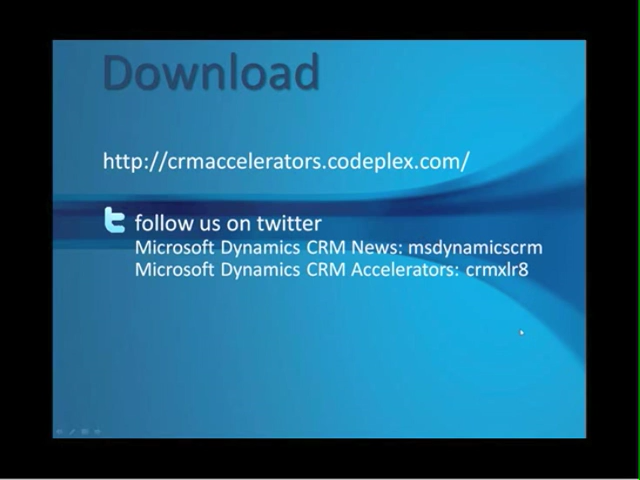 Download
http://crmaccelerators.codeplex.com/
t follow us on twitter
Microsoft Dynamics CRM News: msdynamicscrm
Microsoft Dynamics CRM Accelerators: crmxlr8